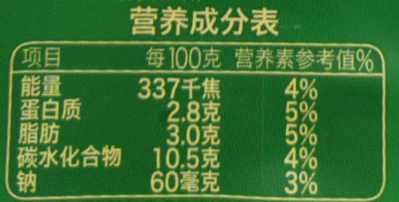 营养成分表
项目 每100克 营养素参考值%
能量 337千焦 4%
蛋白质 2.8克 5%
脂肪 3.0克 5%
碳水化合物 10.5克 4%
钠 60毫克 3%